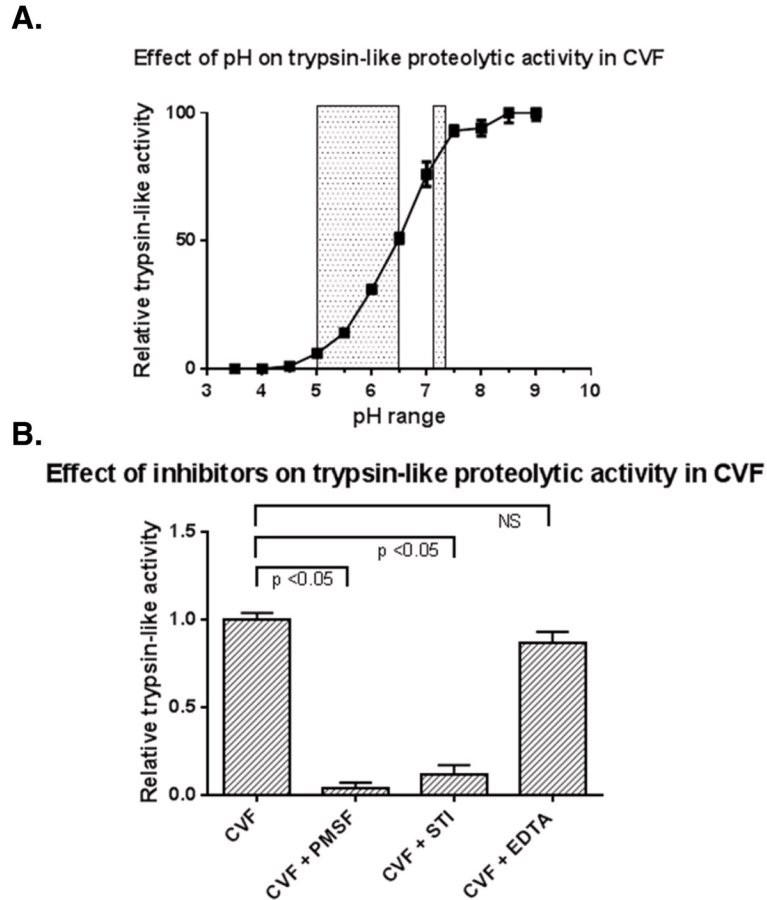 A.
Effect of pH on trypsin-like proteolytic activity in CVF
Relative trypsin-like activity
100
50
0
3 4 5 6 7 8 9 10
pH range
B.
Effect of inhibitors on trypsin-like proteolytic activity in CVF
Relative trypsin-like activity
1.5
1.0
0.5
0.0
NS
p <0.05
p <0.05
CVF
CVF + PMSF
CVF + STI
CVF + EDTA